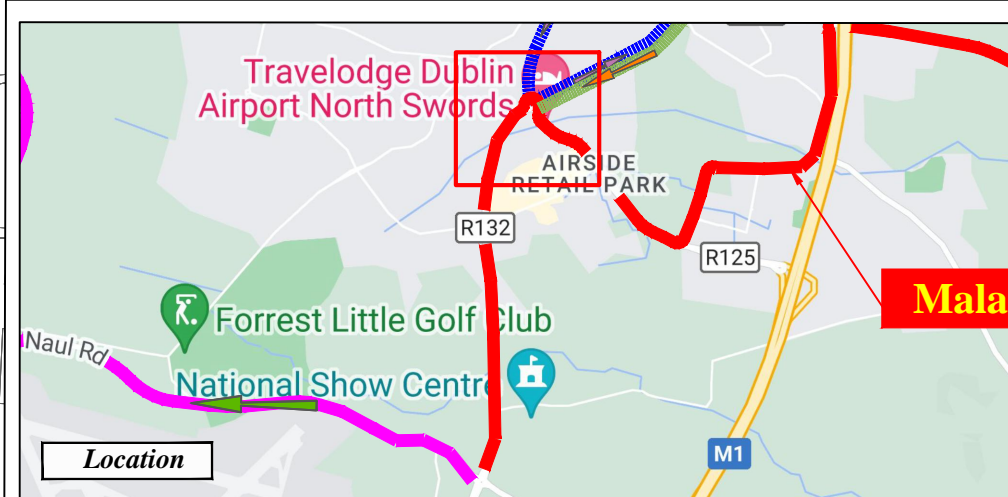 Travelodge Dublin
Airport North Swords
AIRSIDE
RETAIL PARK
R132
R125
Mala
Forrest Little Golf Club
Naul Rd
National Show Centre
M1
Location